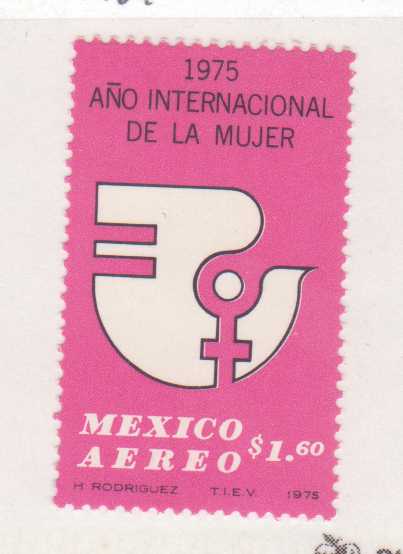 1975
AÑO INTERNACIONAL
DE LA MUJER
MEXICO
AEREO $1.60
H RODRIGUEZ T.I.E.V. 1975